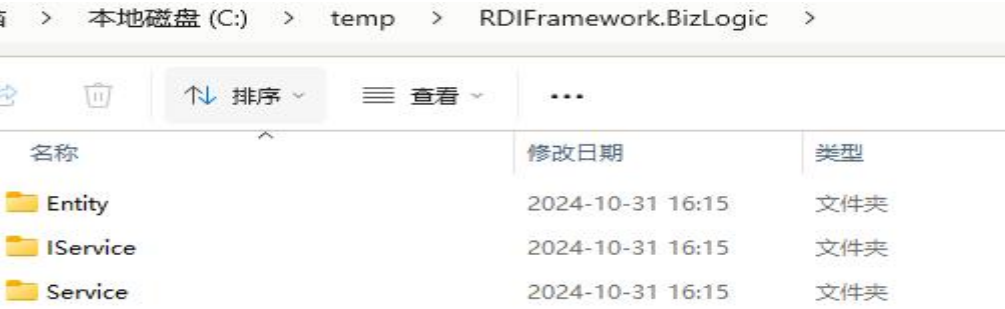 > 本地磁盘 (C:) > temp > RDIFramework.BizLogic >
排序 查看 ...
名称 修改日期 类型
Entity 2024-10-31 16:15 文件夹
IService 2024-10-31 16:15 文件夹
Service 2024-10-31 16:15 文件夹